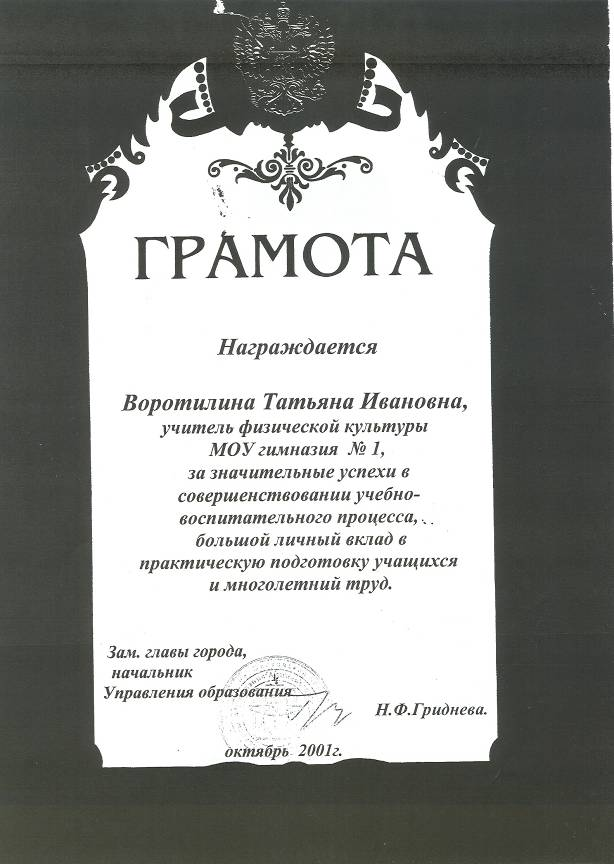 ГРАМОТА
Награждается
Воротилина Татьяна Ивановна,
учитель физической культуры
МОУ гимназия № 1,
за значительные успехи в
совершенствовании учебно-
воспитательного процесса,
большой личный вклад в
практическую подготовку учащихся
и многолетний труд.
Зам. главы города,
начальник
Управления образования
Н.Ф.Гриднева.
октябрь 2001г.